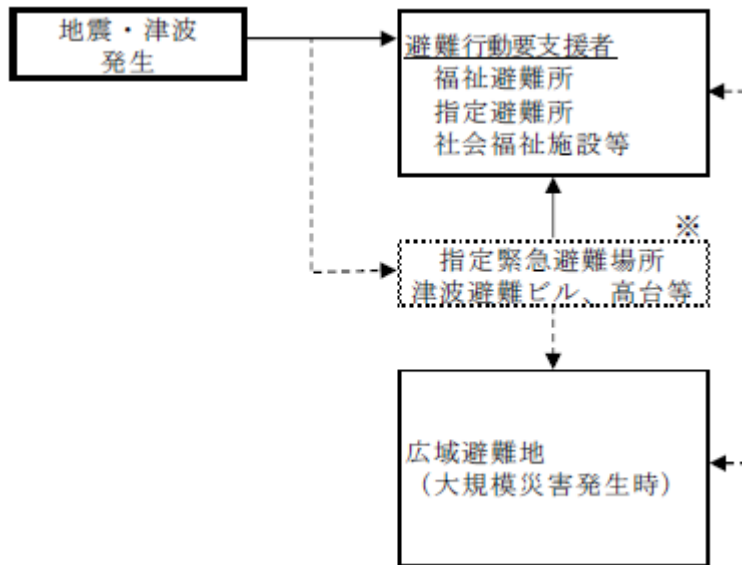 地震・津波
発生
避難行動要支援者
福祉避難所
指定避難所
社会福祉施設等
※
指定緊急避難場所
津波避難ビル、高台等
広域避難地
（大規模災害発生時）